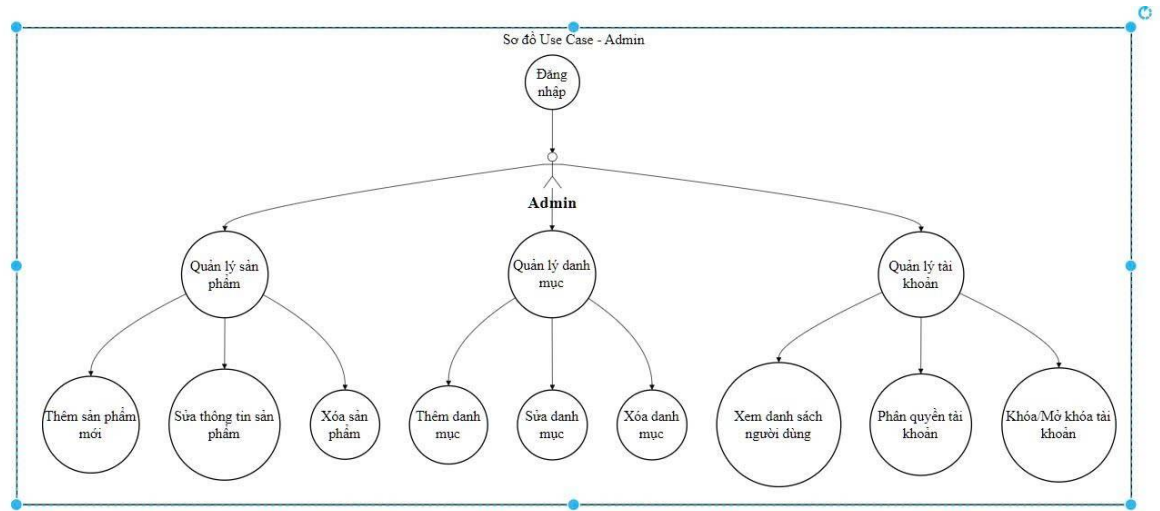 Sơ đồ Use Case - Admin
Đăng
nhập
Admin
Quản lý sản
phẩm
Quản lý danh
mục
Quản lý tài
khoản
Thêm sản phẩm
mới
Sửa thông tin sản
phẩm
Xóa sản
phẩm
Thêm danh
mục
Sửa danh
mục
Xóa danh
mục
Xem danh sách
người dùng
Phân quyền tài
khoản
Khóa/Mở khóa tài
khoản